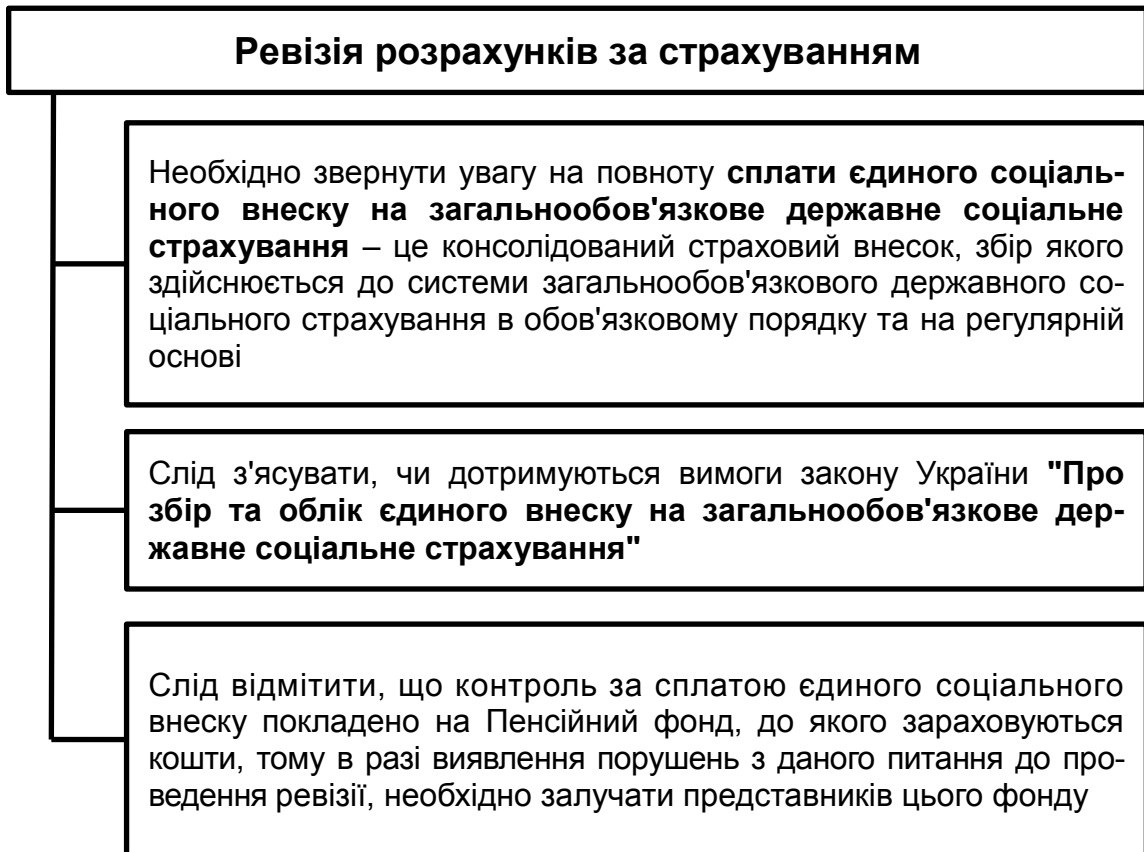 Ревізія розрахунків за страхуванням
Необхідно звернути увагу на повноту сплати єдиного соціаль-
ного внеску на загальнообов'язкове державне соціальне
страхування – це консолідований страховий внесок, збір якого
здійснюється до системи загальнообов'язкового державного со-
ціального страхування в обов'язковому порядку та на регулярній
основі
Слід з'ясувати, чи дотримуються вимоги закону України "Про
збір та облік єдиного внеску на загальнообов'язкове дер-
жавне соціальне страхування"
Слід відмітити, що контроль за сплатою єдиного соціального
внеску покладено на Пенсійний фонд, до якого зараховуються
кошти, тому в разі виявлення порушень з даного питання до про-
ведення ревізії, необхідно залучати представників цього фонду